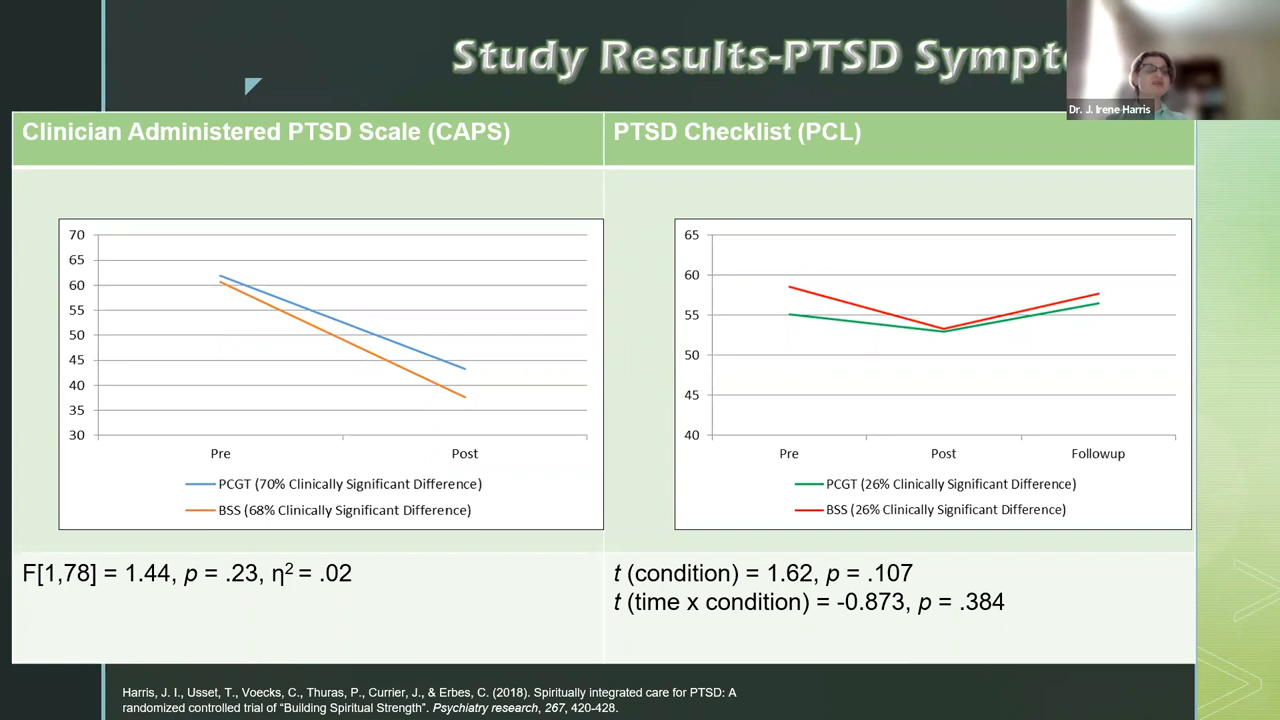 Study Results-PTSD
Dr. J. Irene Harris
Clinician Administered PTSD Scale (CAPS)
PTSD Checklist (PCL)
70
65
60
55
50
45
40
35
30
Pre
Post
PCGT (70% Clinically Significant Difference)
BSS (68% Clinically Significant Difference)
65
60
55
50
45
40
Pre
Post
Followup
PCGT (26% Clinically Significant Difference)
BSS (26% Clinically Significant Difference)
F[1,78] = 1.44, p = .23, η² = .02
t (condition) = 1.62, p = .107
t (time x condition) = -0.873, p = .384
Harris, J. I., Usset, T., Voecks, C., Thuras, P., Currier, J., & Erbes, C. (2018). Spiritually integrated care for PTSD: A
randomized controlled trial of “Building Spiritual Strength”. Psychiatry research, 267, 420-428.